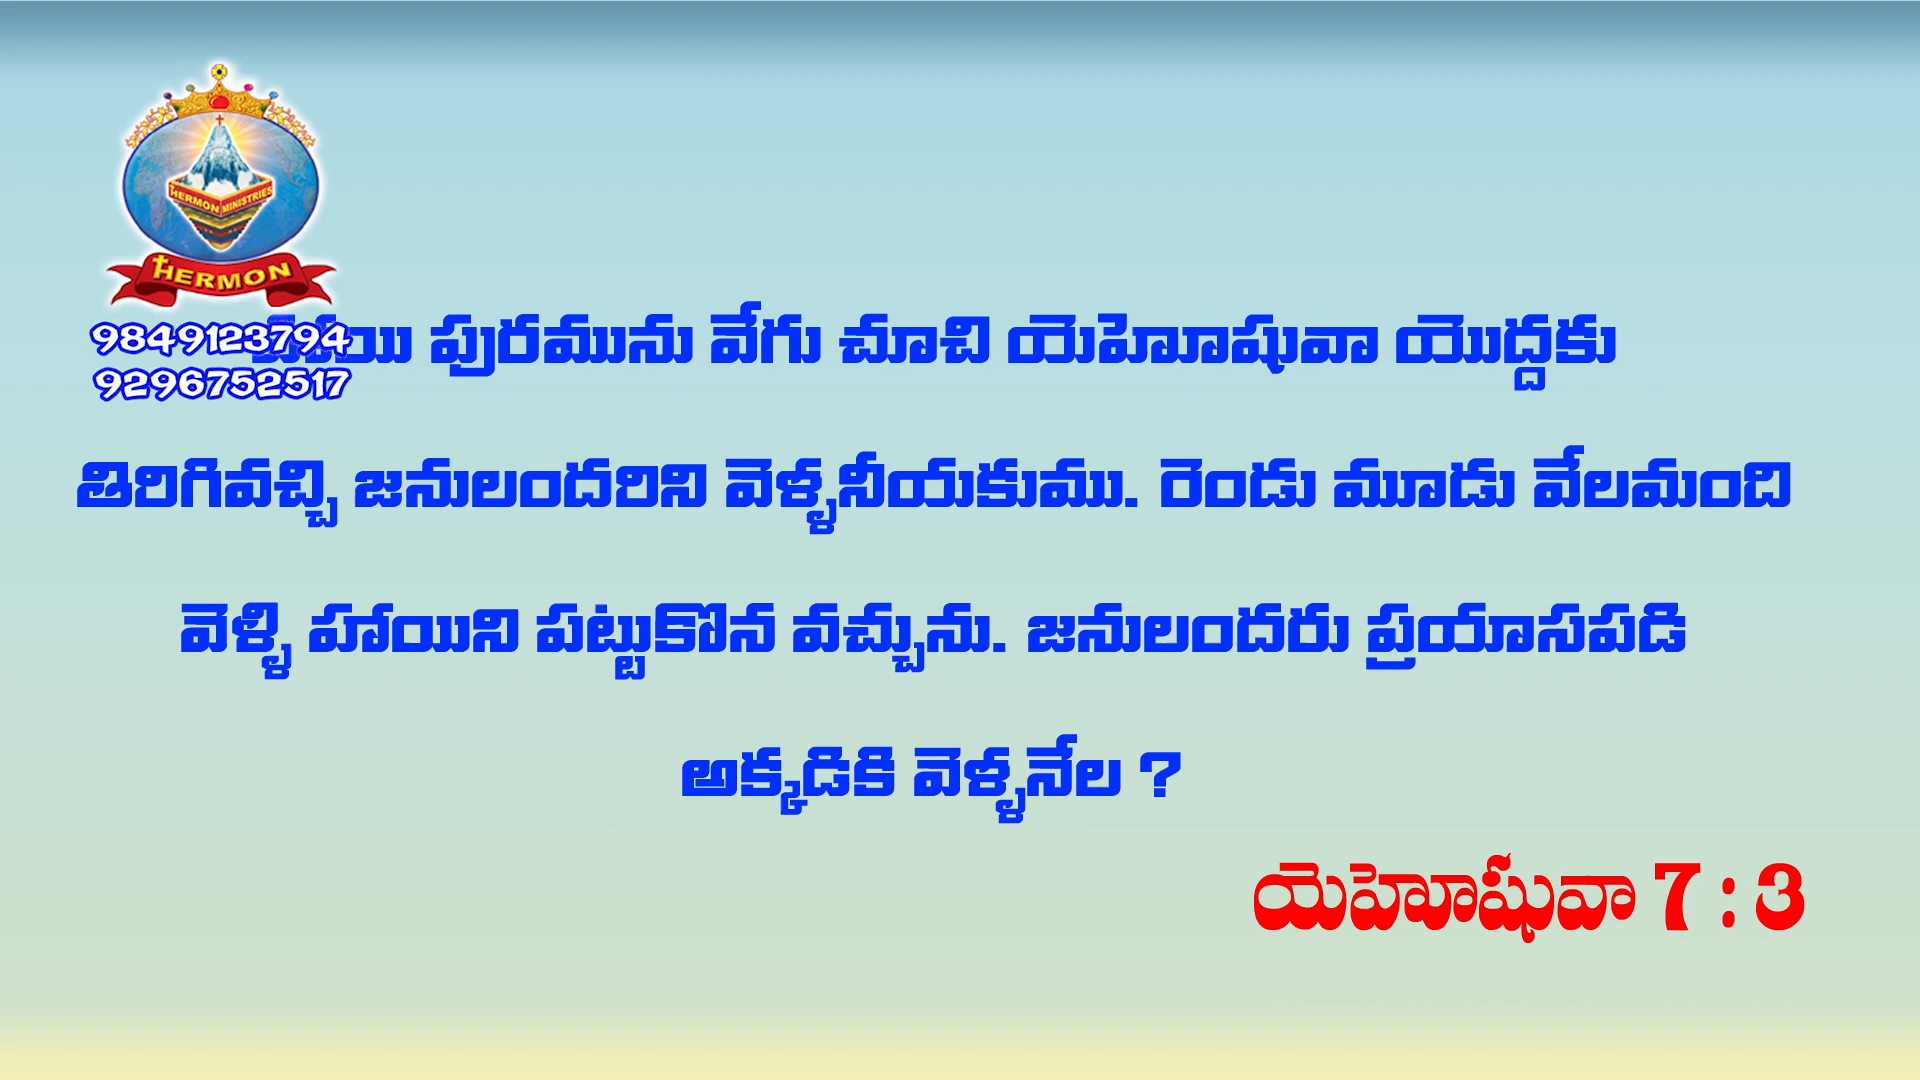 HERMON MINISTRIES
HERMON
9849123794
9296752517
పురమును వేగు చూచి యెహోషువా యొద్దకు
తిరిగివచ్చి జనులందరిని వెళ్ళనీయకుము. రెండు మూడు వేలమంది
వెళ్ళి హాయిని పట్టుకొన వచ్చును. జనులందరు ప్రయాసపడి
అక్కడికి వెళ్ళనేల ?
యెహోషువా 7 : 3